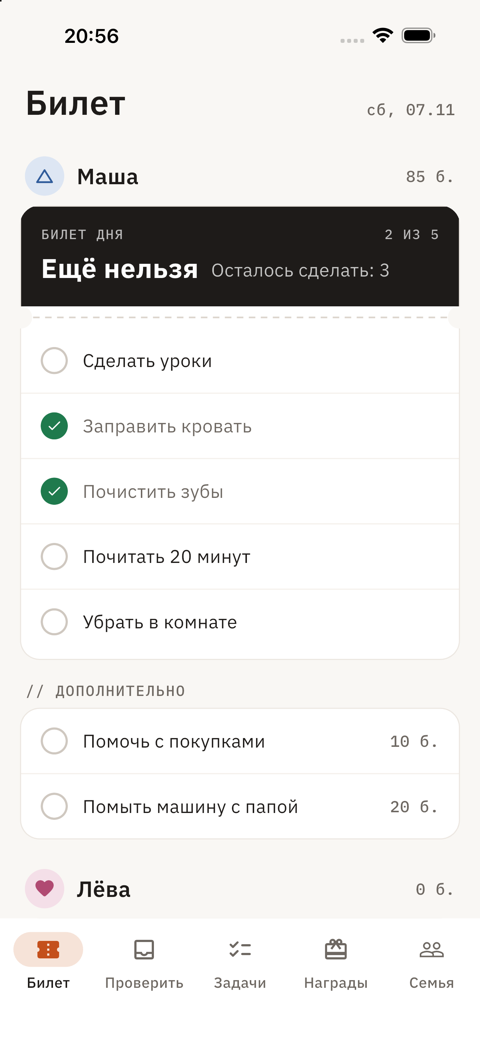 20:56
Билет
сб, 07.11
Маша
85 б.
БИЛЕТ ДНЯ
2 ИЗ 5
Ещё нельзя Осталось сделать: 3
Сделать уроки
Заправить кровать
Почистить зубы
Почитать 20 минут
Убрать в комнате
// ДОПОЛНИТЕЛЬНО
Помочь с покупками
10 б.
Помыть машину с папой
20 б.
Лёва
0 б.
Билет
Проверить
Задачи
Награды
Семья